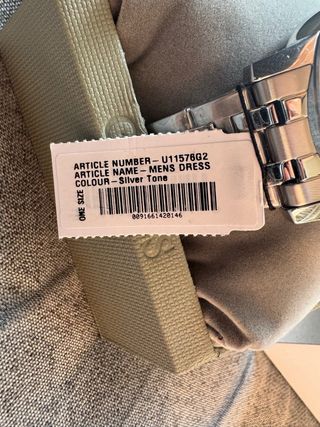 ARTICLE NUMBER– U11576G2
ARTICLE NAME– MENS DRESS
COLOUR–Silver Tone
ONE SIZE
0091661420146